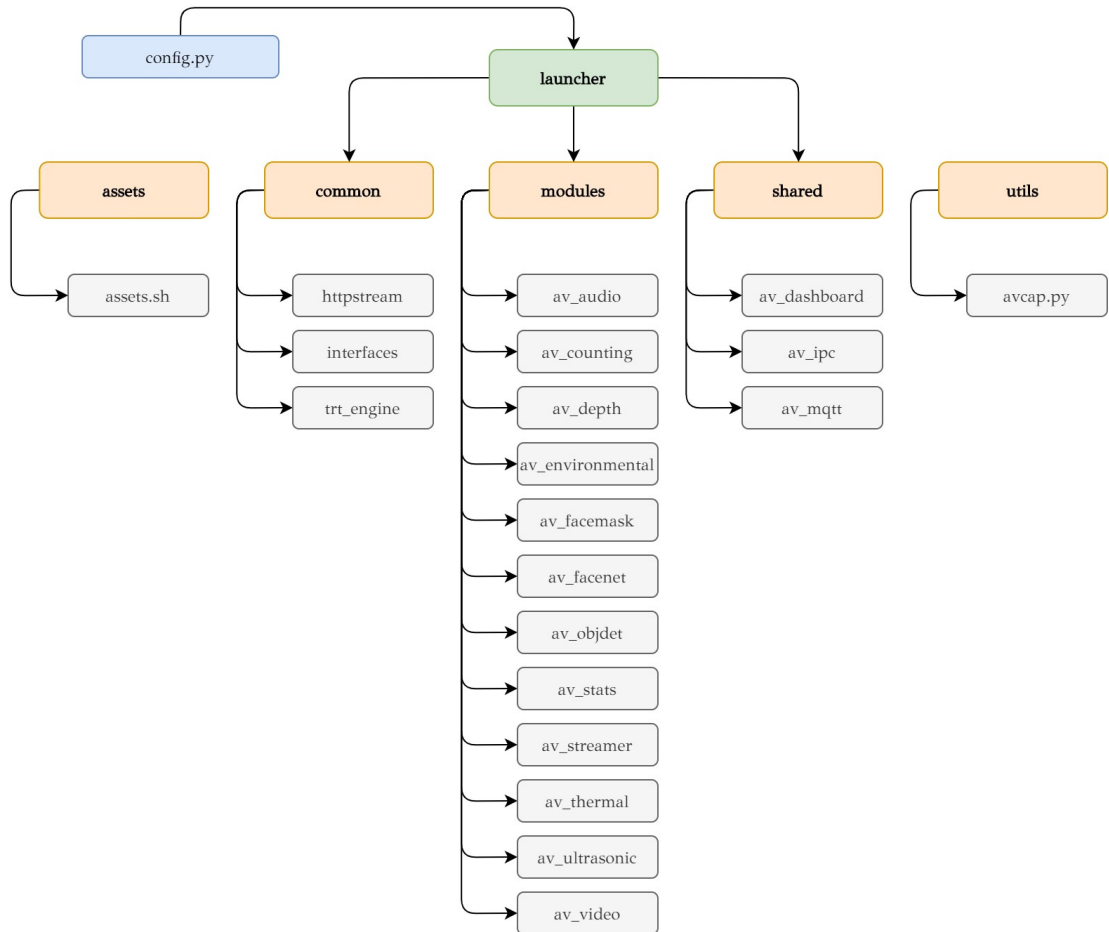 config.py
launcher
assets
common
modules
shared
utils
assets.sh
httpstream
av_audio
av_dashboard
avcap.py
interfaces
av_counting
av_ipc
trt_engine
av_depth
av_mqtt
av_environmental
av_facemask
av_facenet
av_objdet
av_stats
av_streamer
av_thermal
av_ultrasonic
av_video